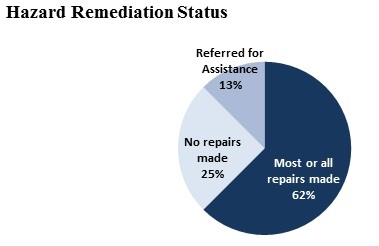 Hazard Remediation Status
Referred for
Assistance
13%
No repairs
made
25%
Most or all
repairs made
62%